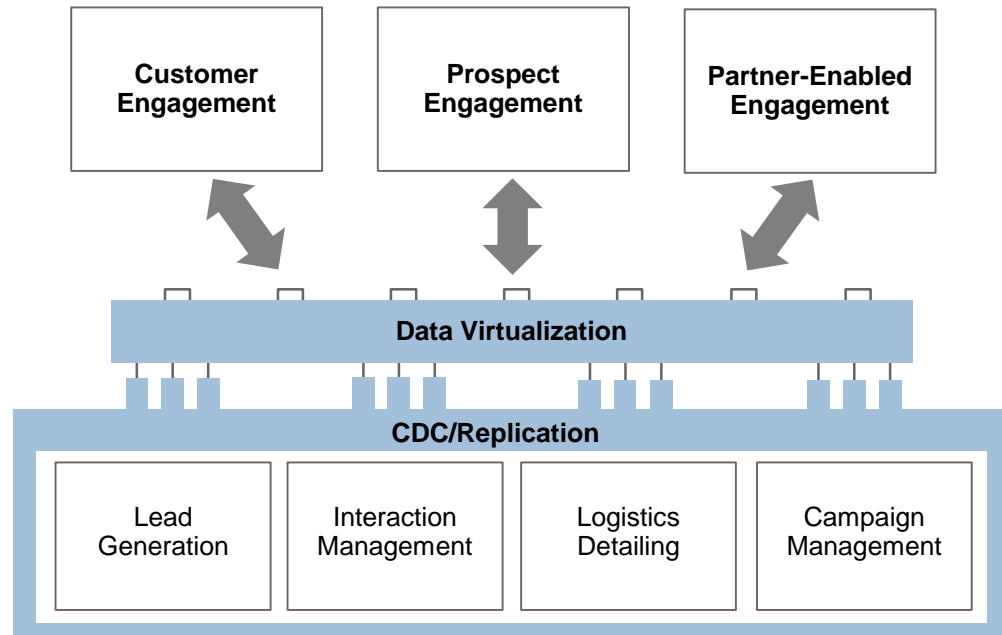 Customer
Engagement
Prospect
Engagement
Partner-Enabled
Engagement
Data Virtualization
CDC/Replication
Lead
Generation
Interaction
Management
Logistics
Detailing
Campaign
Management